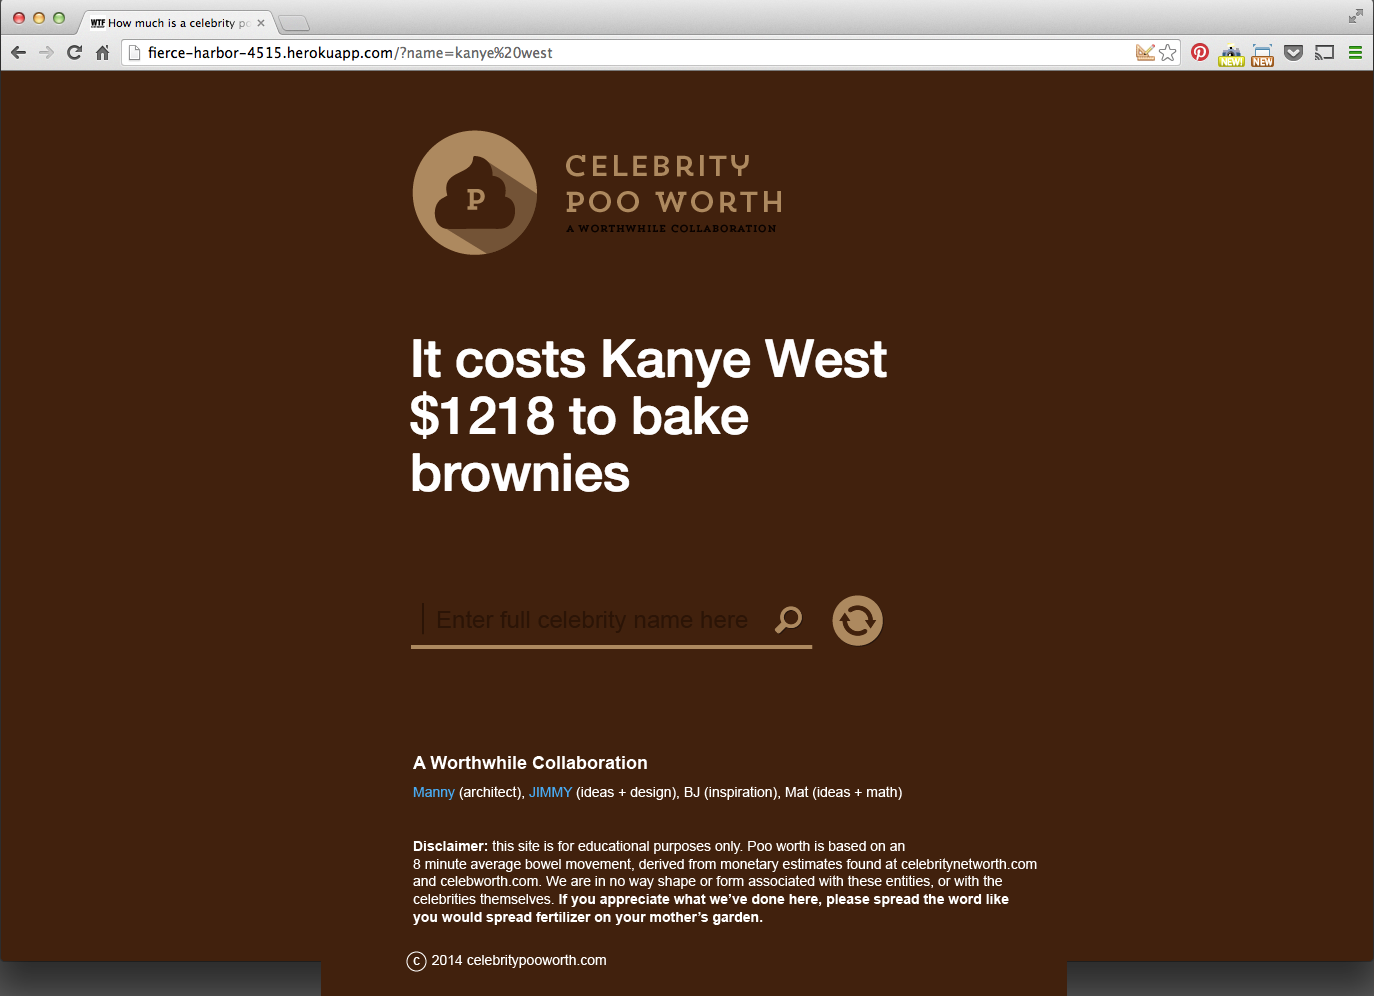 WTF How much is a celebrity po
fierce-harbor-4515.herokuapp.com/?name=kanye%20west
NEW!
NEW
P
CELEBRITY
POO WORTH
A WORTHWHILE COLLABORATION
It costs Kanye West
$1218 to bake
brownies
Enter full celebrity name here
A Worthwhile Collaboration
Manny (architect), JIMMY (ideas + design), BJ (inspiration), Mat (ideas + math)
Disclaimer: this site is for educational purposes only. Poo worth is based on an
8 minute average bowel movement, derived from monetary estimates found at celebritynetworth.com
and celebworth.com. We are in no way shape or form associated with these entities, or with the
celebrities themselves. If you appreciate what we’ve done here, please spread the word like
you would spread fertilizer on your mother’s garden.
© 2014 celebritypooworth.com